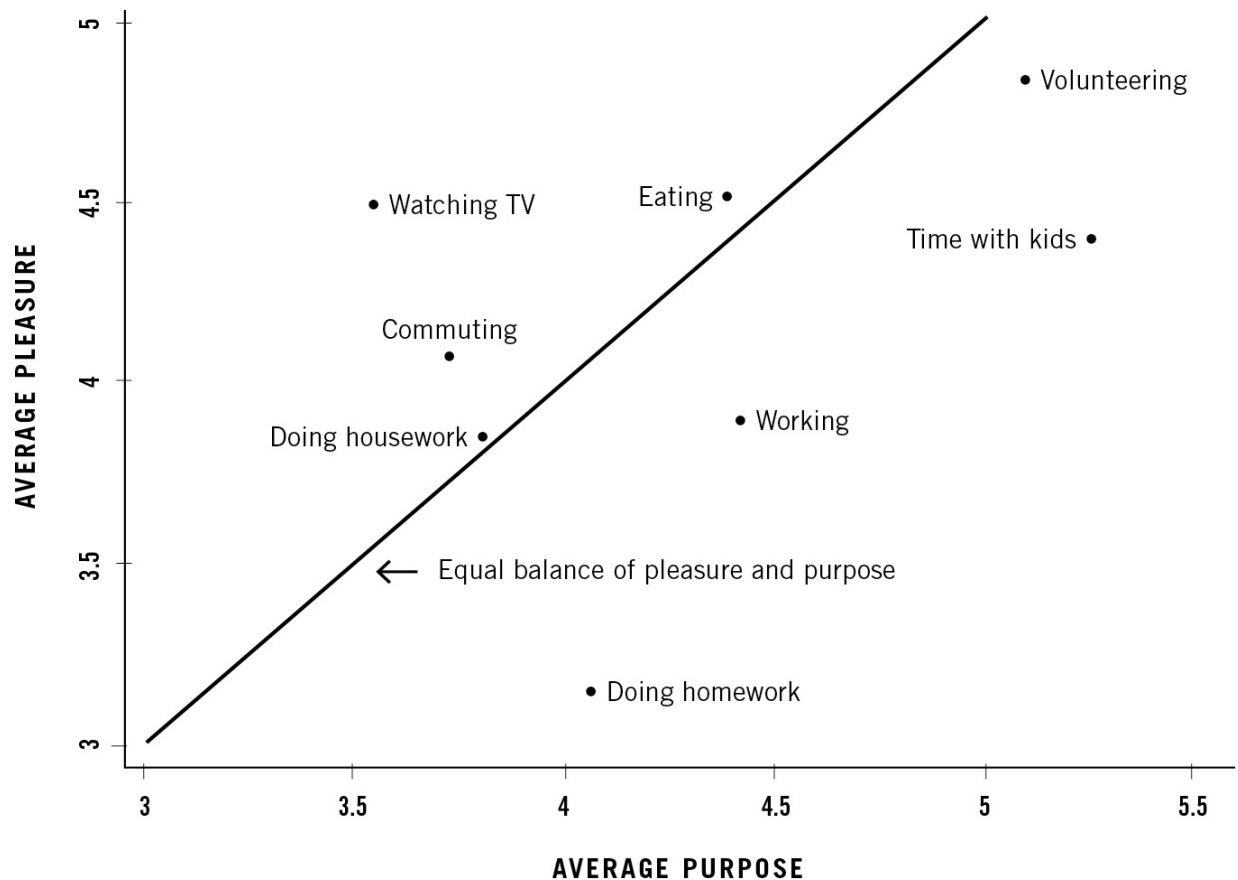 5
Volunteering
4.5
Watching TV
Eating
Time with kids
AVERAGE PLEASURE
Commuting
4
Working
Doing housework
3.5
Equal balance of pleasure and purpose
Doing homework
3
3
3.5
4
4.5
5
5.5
AVERAGE PURPOSE